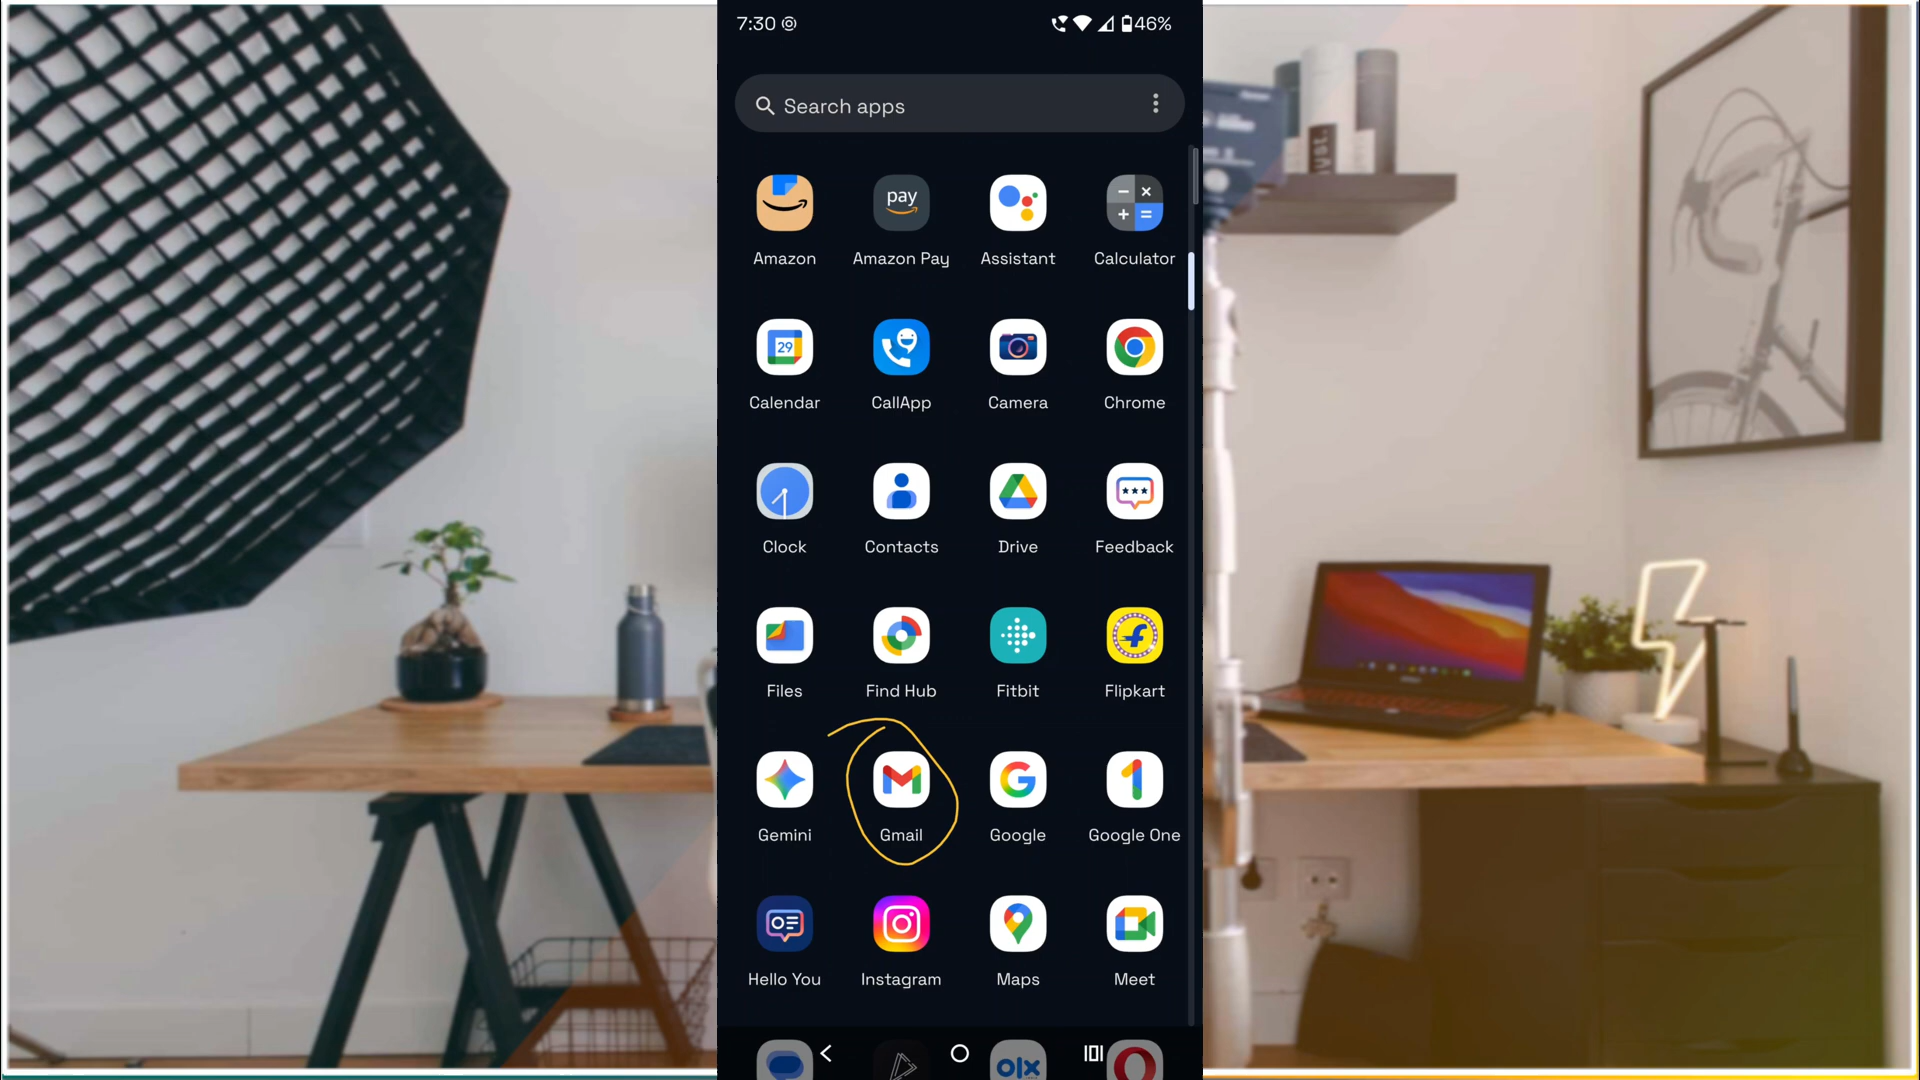 7:30 46%
Search apps
pay
Amazon Amazon Pay Assistant Calculator
29
Calendar CallApp Camera Chrome
Clock Contacts Drive Feedback
Files Find Hub Fitbit Flipkart
Gemini Gmail Google Google One
Hello You Instagram Maps Meet
olx